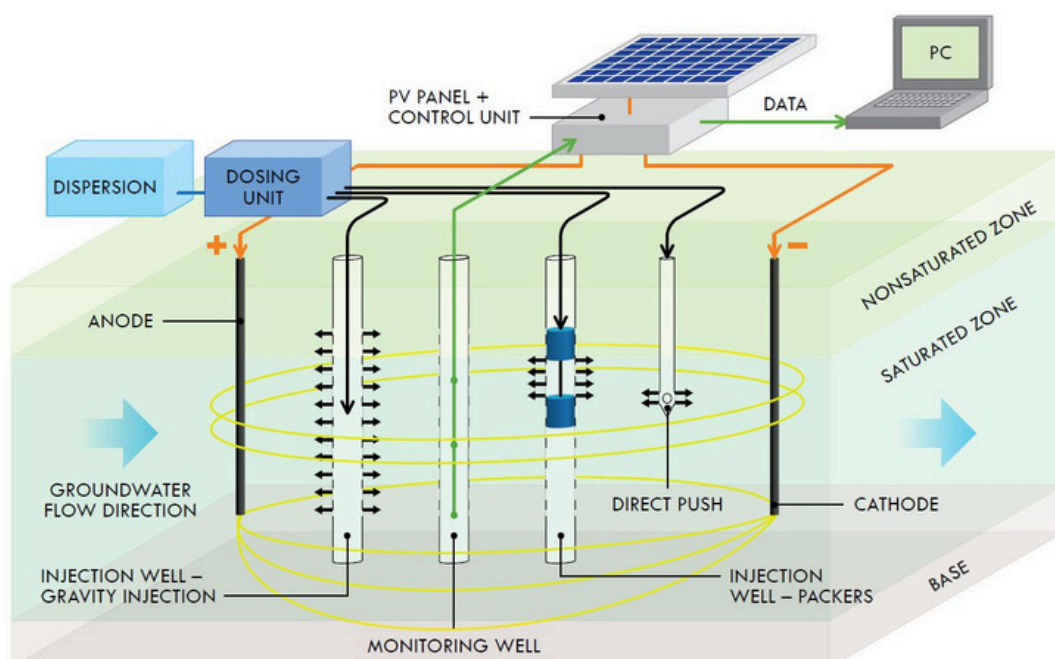 PC
PV PANEL +
CONTROL UNIT
DATA
DISPERSION
DOSING
UNIT
+
−
NONSATURATED ZONE
ANODE
SATURATED ZONE
GROUNDWATER
FLOW DIRECTION
DIRECT PUSH
CATHODE
INJECTION WELL –
GRAVITY INJECTION
INJECTION
WELL – PACKERS
BASE
MONITORING WELL